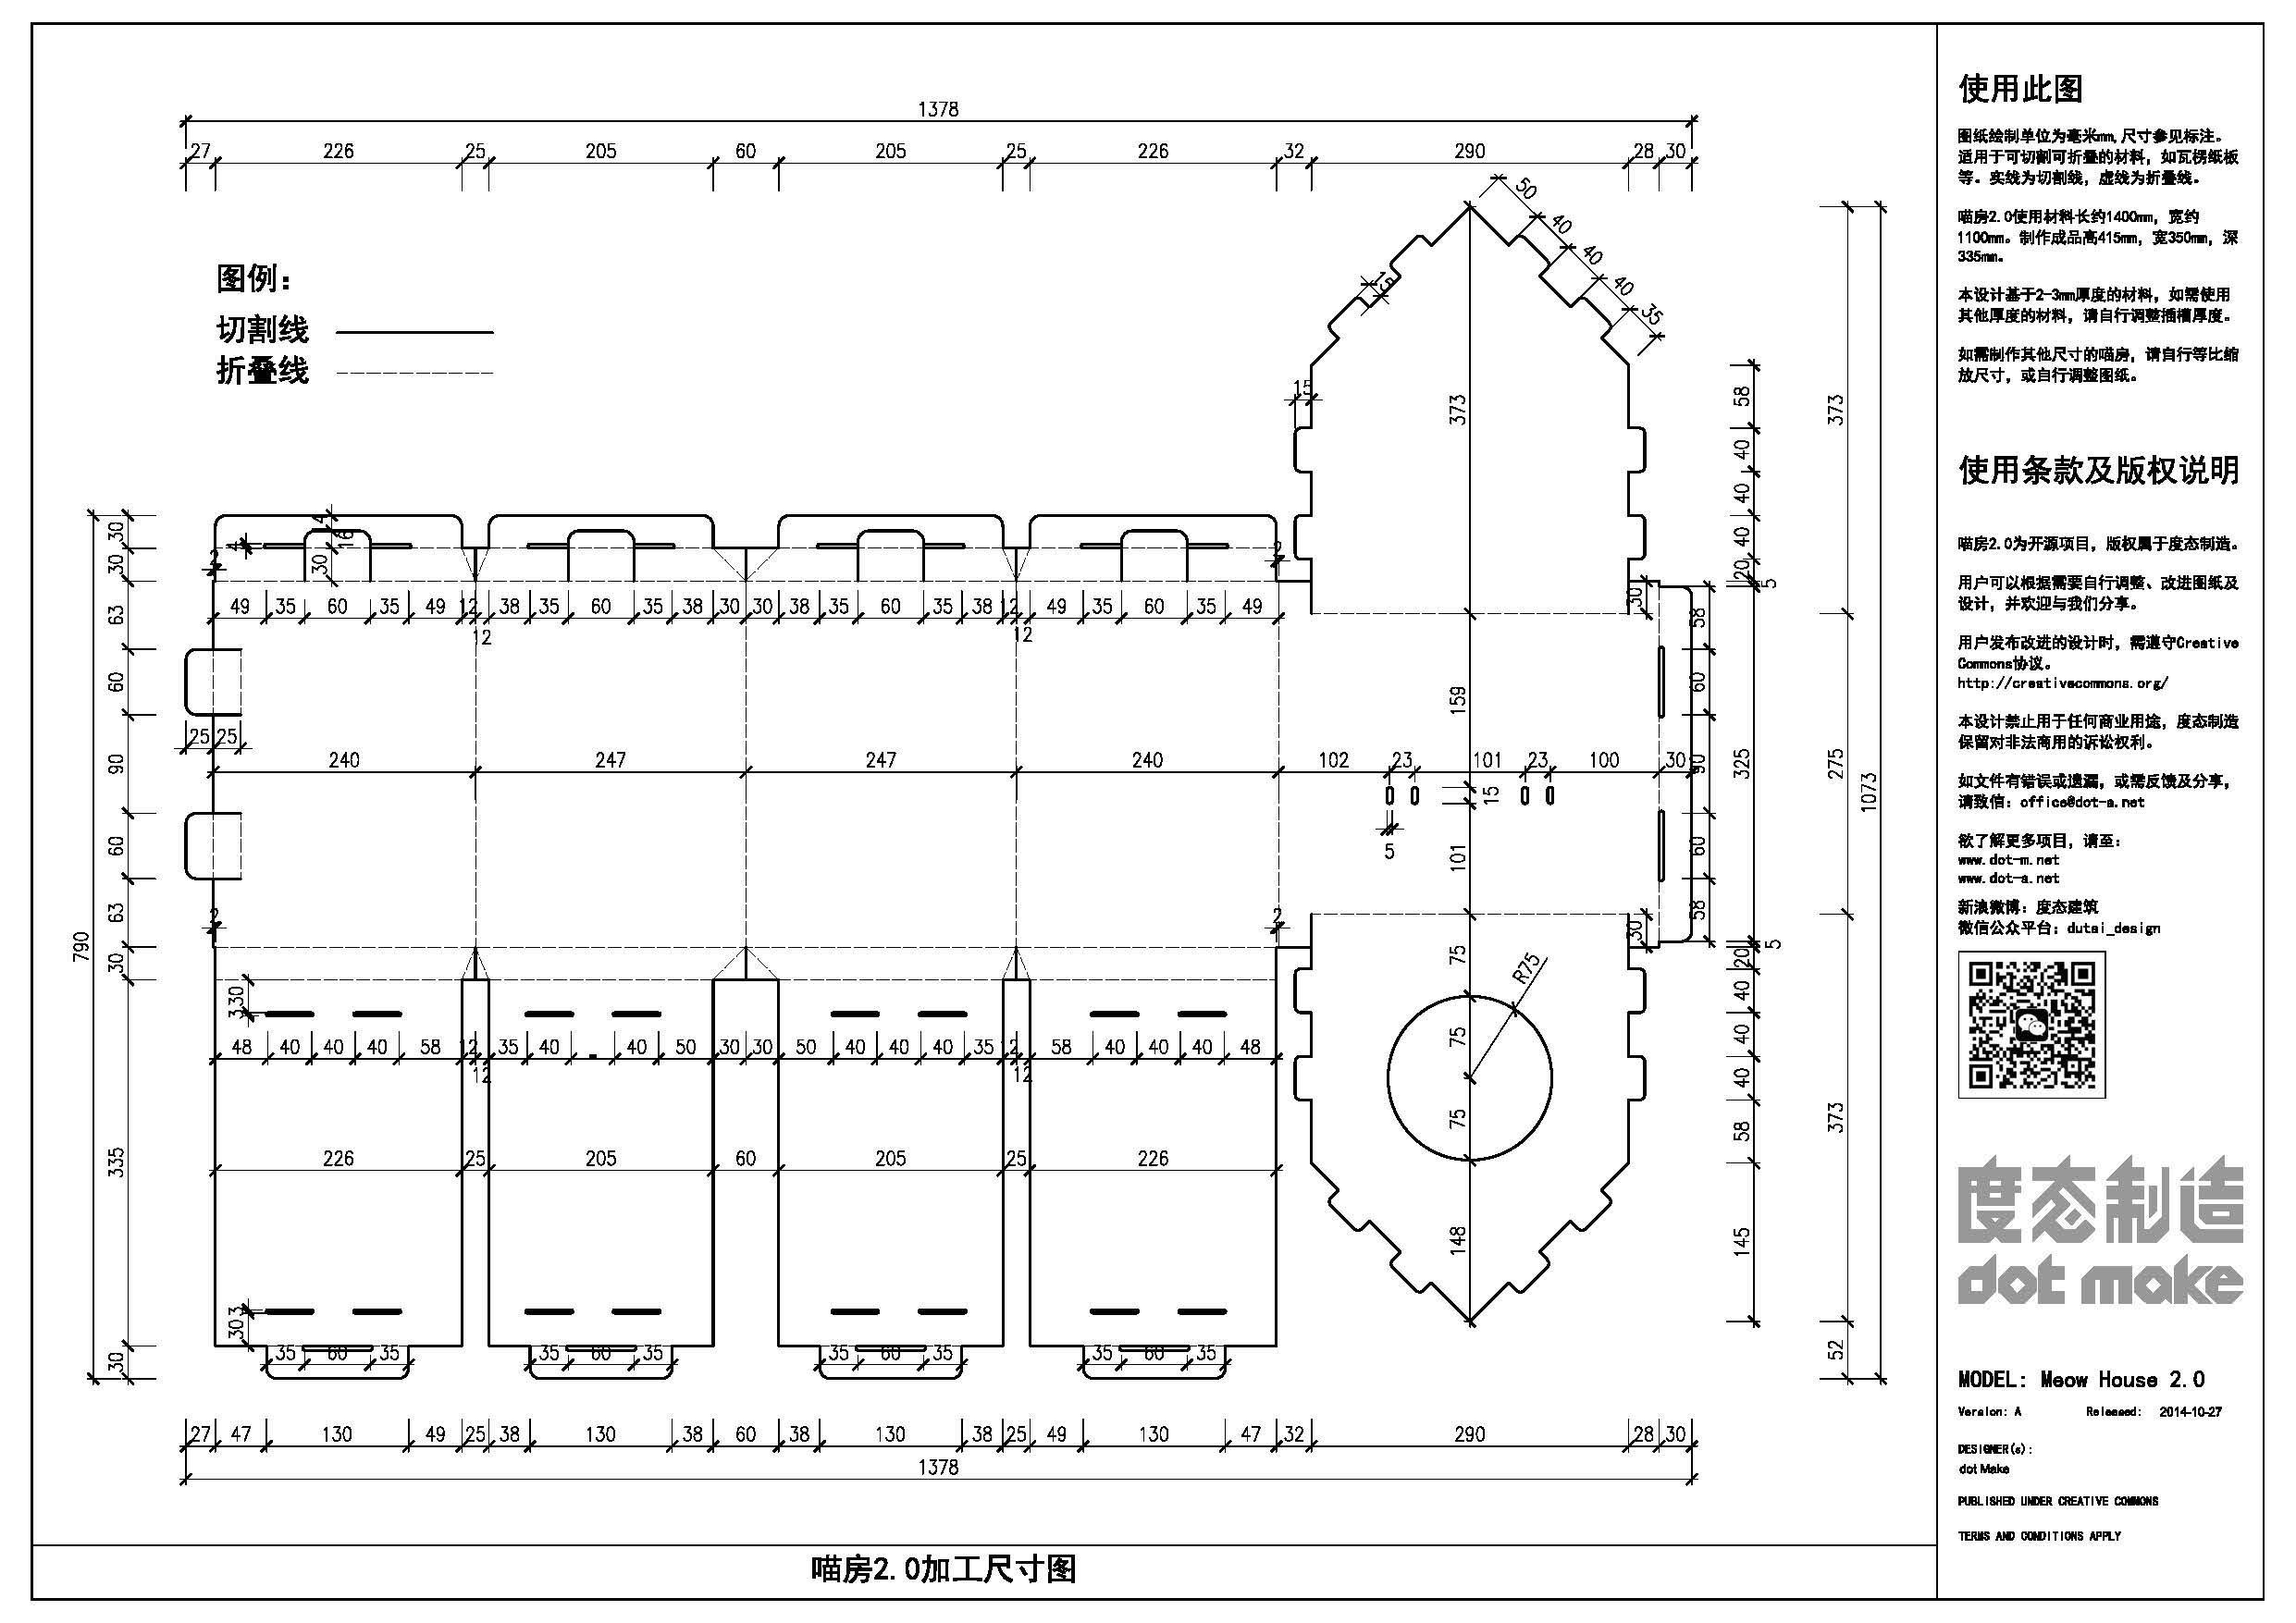 1378
27 226 25 205 60 205 25 226 32 290 28 30
图例：
切割线
折叠线
50
40
40
40
35
15
15
373
58
40
40
40
20
5
373
1073
30
30
63
60
90
60
63
30
335
30
790
4
4
16
30
2
2
30
49 35 60 35 49 12 38 35 60 35 38 30 30 38 35 60 35 38 12 49 35 60 35 49
12 12
58
60
90
60
58
25 25
159
240 247 247 240 102 23 101 23 100 30
15
5
101
325
275
2
2
30
5
330
75
R75
75
75
148
48 40 40 40 58 12 35 40 40 50 30 30 50 40 40 40 35 12 58 40 40 40 48
12 12
20
40
40
40
58
145
373
52
226 25 205 60 205 25 226
30 3
35 60 35 35 60 35 35 60 35 35 60 35
27 47 130 49 25 38 130 38 60 38 130 38 25 49 130 47 32 290 28 30
1378
喵房2.0加工尺寸图
使用此图
图纸绘制单位为毫米mm,尺寸参见标注。
适用于可切割可折叠的材料，如瓦楞纸板
等。实线为切割线，虚线为折叠线。
喵房2.0使用材料长约1400mm，宽约
1100mm。制作成品高415mm，宽350mm，深
335mm。
本设计基于2-3mm厚度的材料，如需使用
其他厚度的材料，请自行调整插槽厚度。
如需制作其他尺寸的喵房，请自行等比缩
放尺寸，或自行调整图纸。
使用条款及版权说明
喵房2.0为开源项目，版权属于度态制造。
用户可以根据需要自行调整、改进图纸及
设计，并欢迎与我们分享。
用户发布改进的设计时，需遵守Creative
Commons协议。
http://creativecommons.org/
本设计禁止用于任何商业用途，度态制造
保留对非法商用的诉讼权利。
如文件有错误或遗漏，或需反馈及分享，
请致信：office@dot-a.net
欲了解更多项目，请至：
www.dot-m.net
www.dot-a.net
新浪微博：度态建筑
微信公众平台：dutai_design
度态制造
dot make
MODEL: Meow House 2.0
Version: A Released: 2014-10-27
DESIGNER(s):
dot Make
PUBLISHED UNDER CREATIVE COMMONS
TERMS AND CONDITIONS APPLY